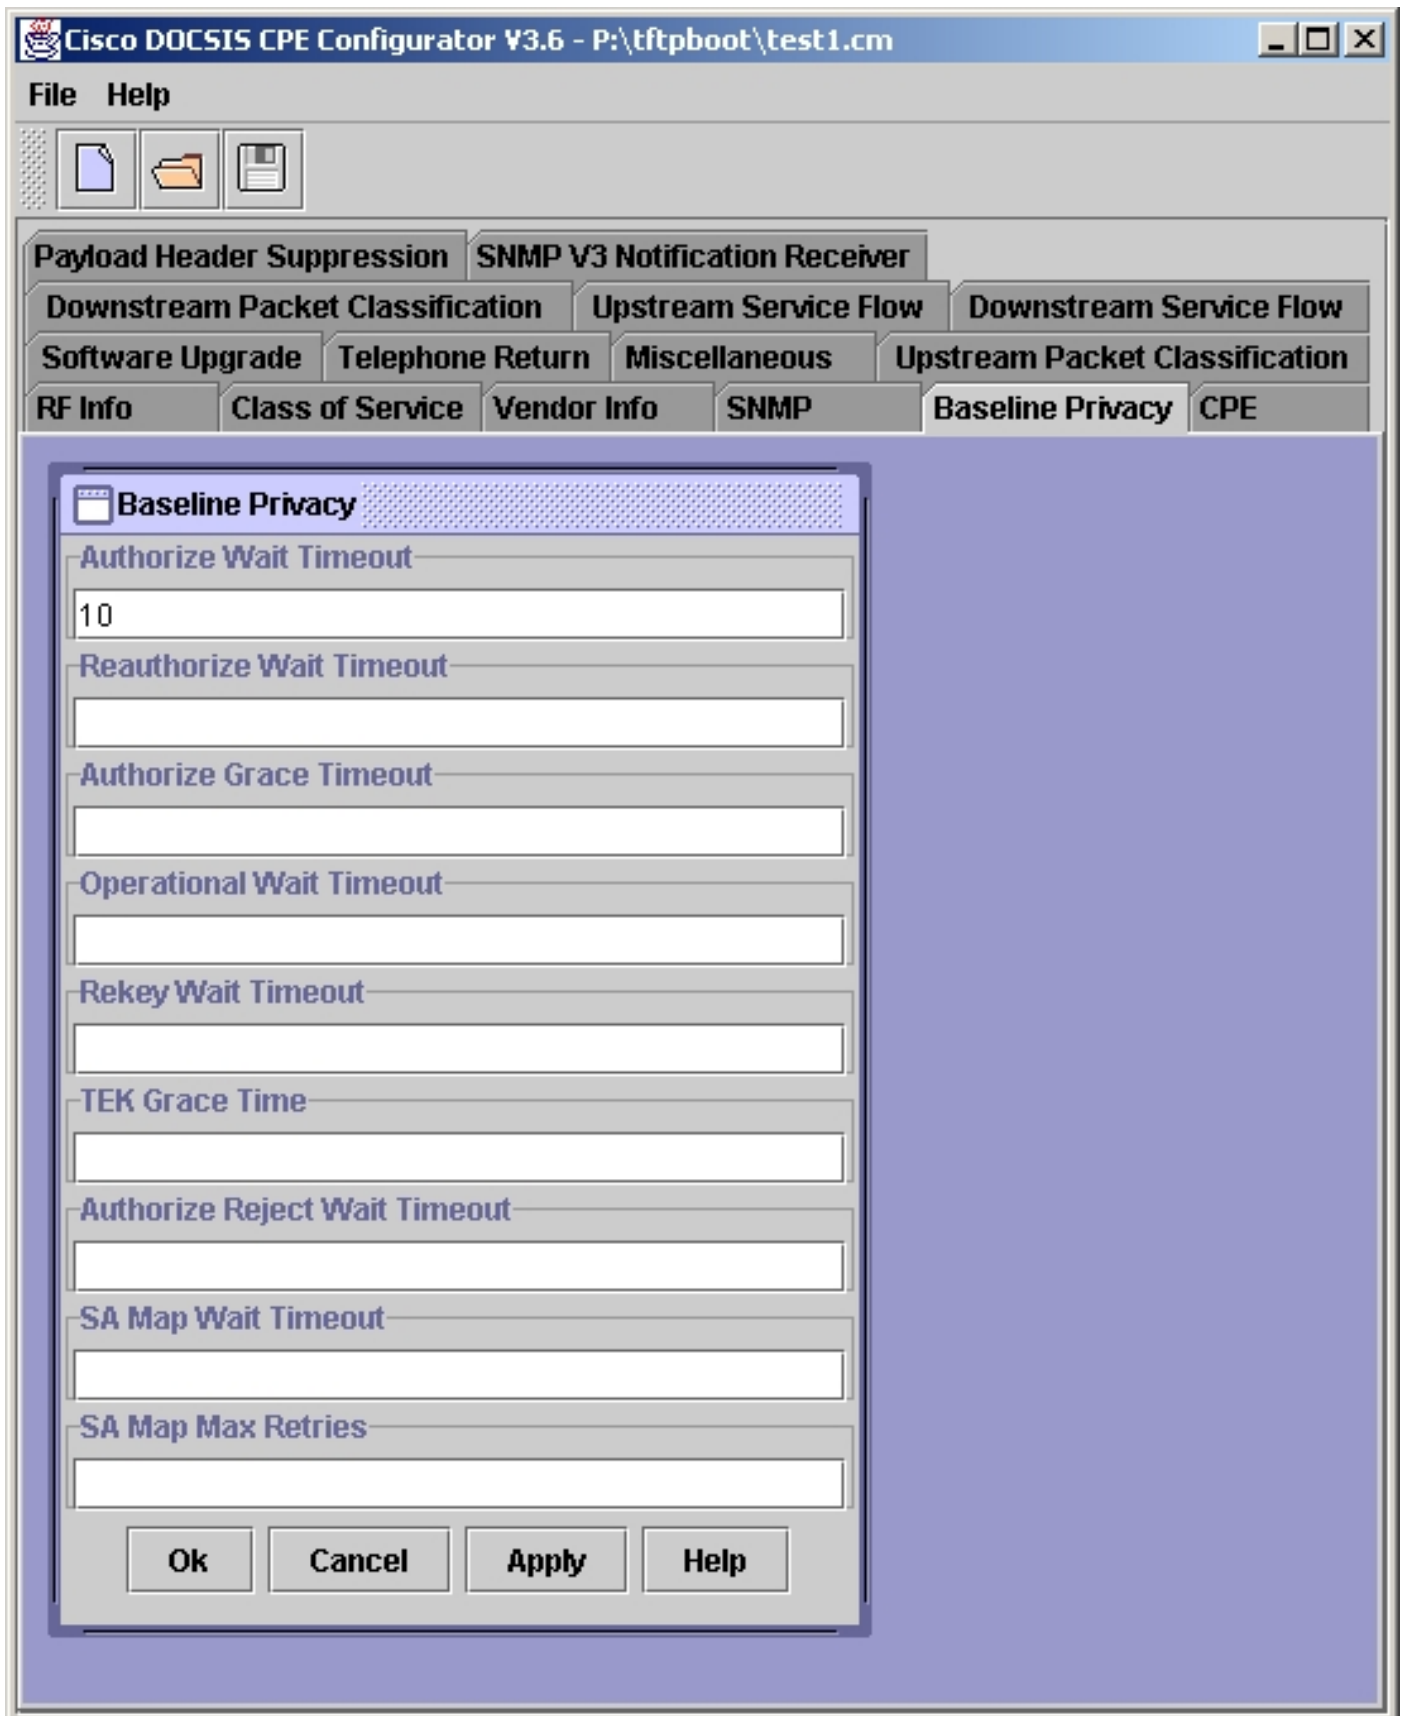 Cisco DOCSIS CPE Configurator V3.6 - P:\tftpboot\test1.cm
File Help
Payload Header Suppression SNMP V3 Notification Receiver
Downstream Packet Classification Upstream Service Flow Downstream Service Flow
Software Upgrade Telephone Return Miscellaneous Upstream Packet Classification
RF Info Class of Service Vendor Info SNMP Baseline Privacy CPE
Baseline Privacy
Authorize Wait Timeout
10
Reauthorize Wait Timeout
Authorize Grace Timeout
Operational Wait Timeout
Rekey Wait Timeout
TEK Grace Time
Authorize Reject Wait Timeout
SA Map Wait Timeout
SA Map Max Retries
Ok Cancel Apply Help